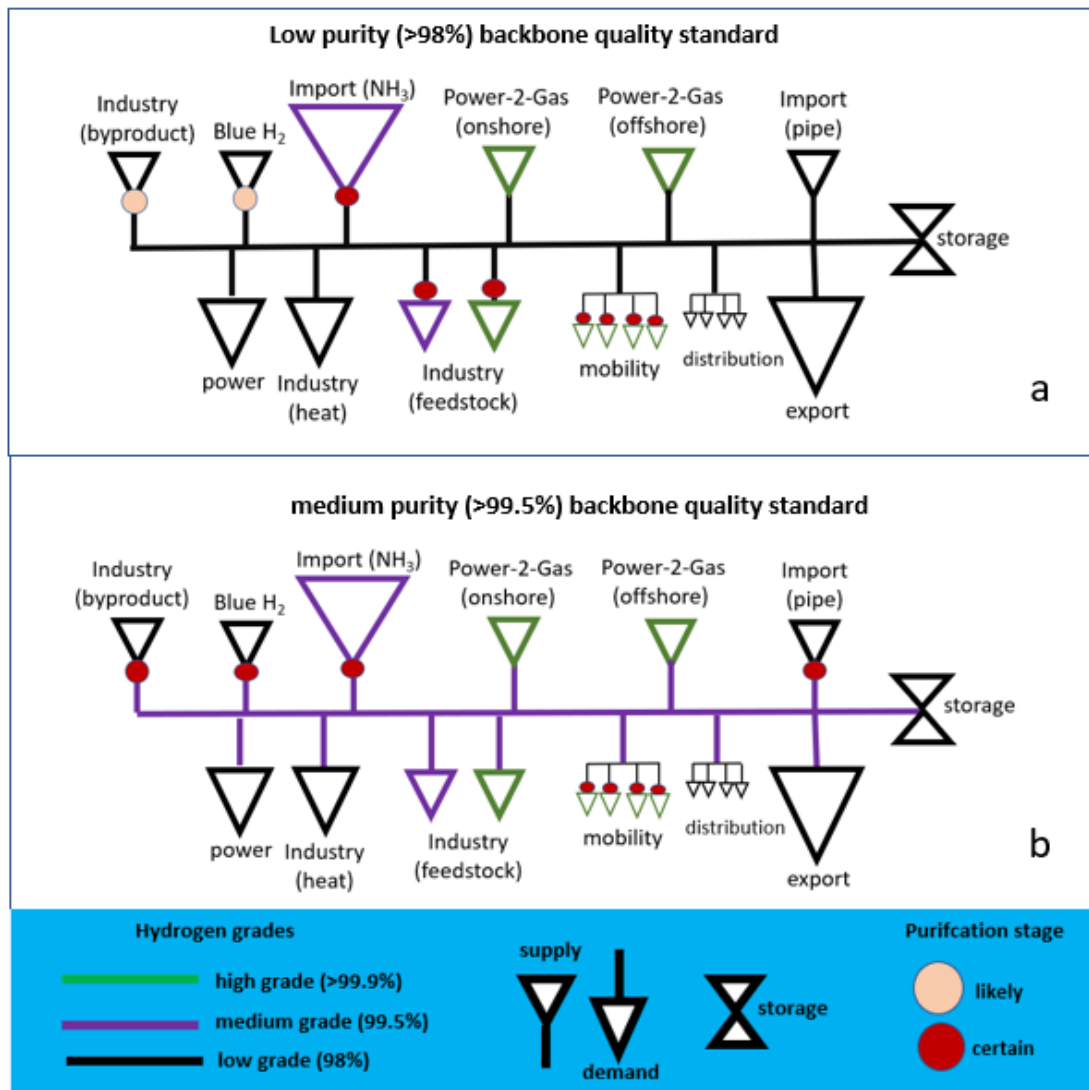 Low purity (>98%) backbone quality standard
Industry
(byproduct)
Blue H₂
Import (NH₃)
Power-2-Gas
(onshore)
Power-2-Gas
(offshore)
Import
(pipe)
storage
power
Industry
(heat)
Industry
(feedstock)
mobility
distribution
export
a
medium purity (>99.5%) backbone quality standard
Industry
(byproduct)
Blue H₂
Import (NH₃)
Power-2-Gas
(onshore)
Power-2-Gas
(offshore)
Import
(pipe)
storage
power
Industry
(heat)
Industry
(feedstock)
mobility
distribution
export
b
Hydrogen grades
high grade (>99.9%)
medium grade (99.5%)
low grade (98%)
supply
demand
storage
Purifcation stage
likely
certain